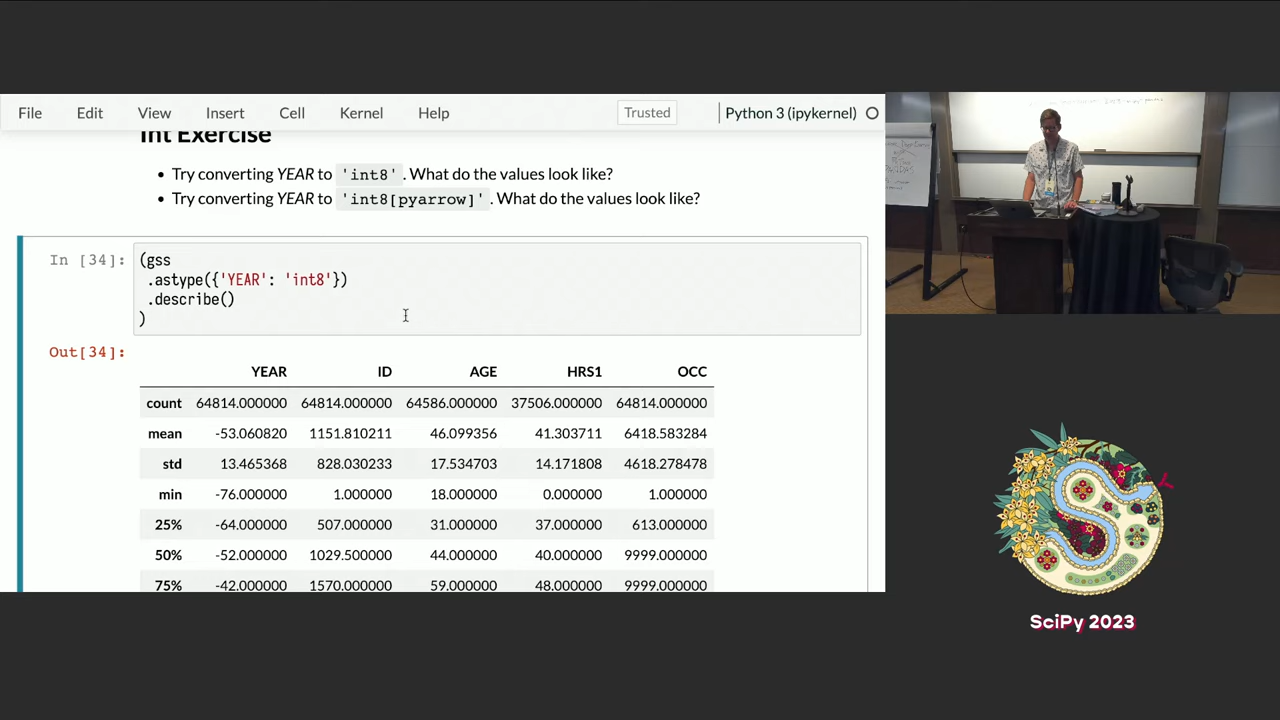 File Edit View Insert Cell Kernel Help Trusted Python 3 (ipykernel)
Int Exercise
• Try converting YEAR to 'int8'. What do the values look like?
• Try converting YEAR to 'int8[pyarrow]'. What do the values look like?
In [34]:
(gss
.astype({'YEAR': 'int8'})
.describe()
)
Out[34]:
YEAR ID AGE HRS1 OCC
count 64814.000000 64814.000000 64586.000000 37506.000000 64814.000000
mean -53.060820 1151.810211 46.099356 41.303711 6418.583284
std 13.465368 828.030233 17.534703 14.171808 4618.278478
min -76.000000 1.000000 18.000000 0.000000 1.000000
25% -64.000000 507.000000 31.000000 37.000000 613.000000
50% -52.000000 1029.500000 44.000000 40.000000 9999.000000
75% -42.000000 1570.000000 59.000000 48.000000 9999.000000
SciPy 2023